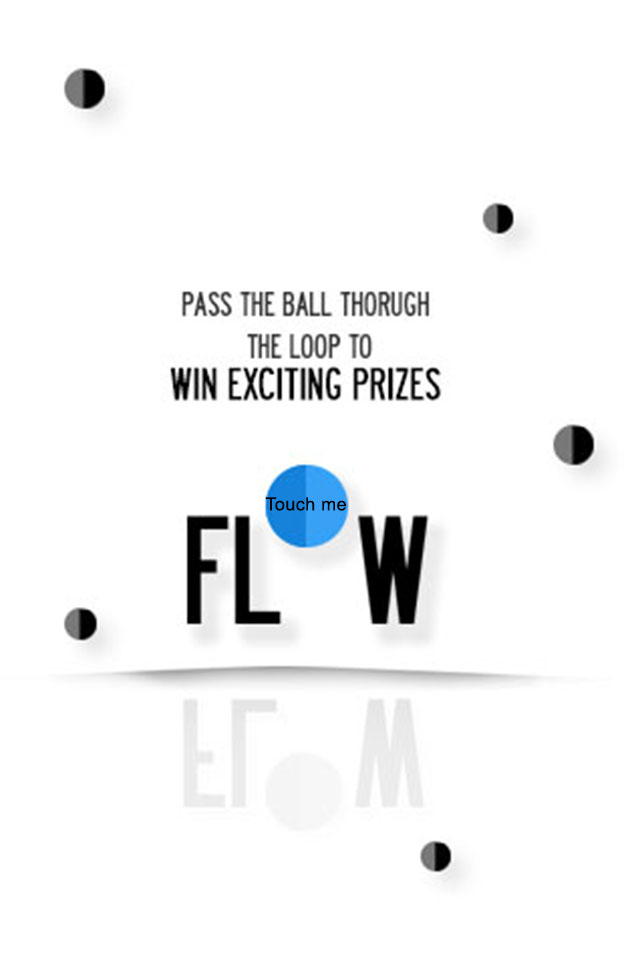 PASS THE BALL THORUGH
THE LOOP TO
WIN EXCITING PRIZES
Touch me
FL W